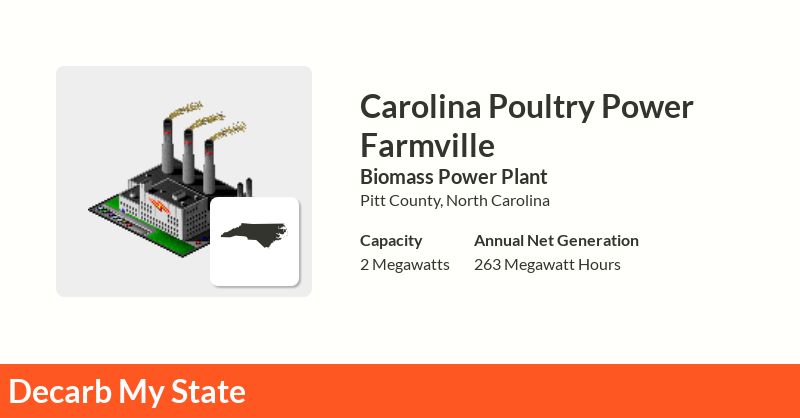 Carolina Poultry Power
Farmville
Biomass Power Plant
Pitt County, North Carolina
Capacity
2 Megawatts
Annual Net Generation
263 Megawatt Hours
Decarb My State